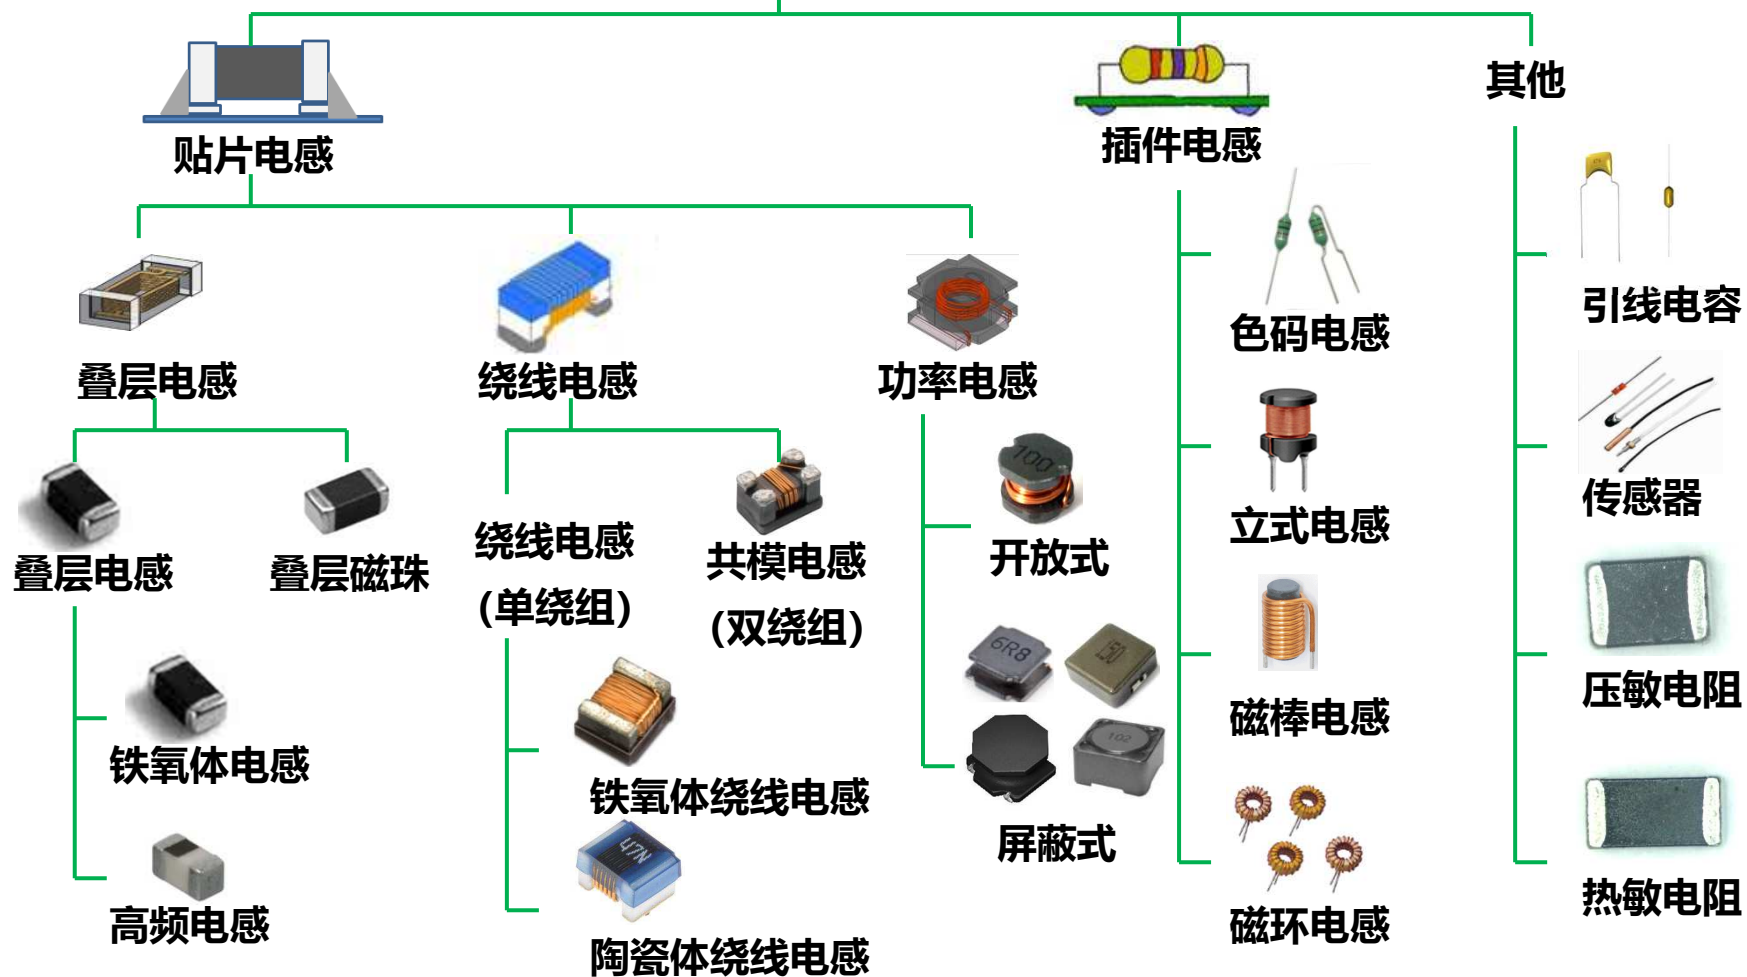 其他
贴片电感
插件电感
叠层电感
绕线电感
功率电感
色码电感
引线电容
100
叠层电感
叠层磁珠
绕线电感
(单绕组)
共模电感
(双绕组)
开放式
立式电感
传感器
6R8
102
铁氧体电感
铁氧体绕线电感
屏蔽式
磁棒电感
压敏电阻
高频电感
陶瓷体绕线电感
磁环电感
热敏电阻